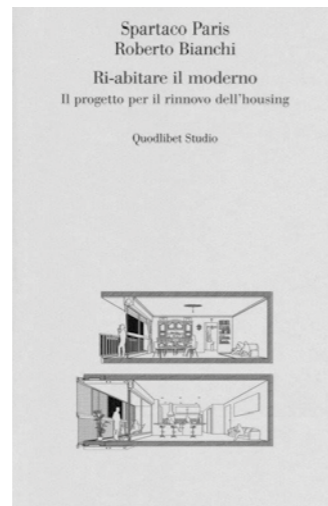 Spartaco Paris
Roberto Bianchi
Ri-abitare il moderno
Il progetto per il rinnovo dell'housing
Quodlibet Studio